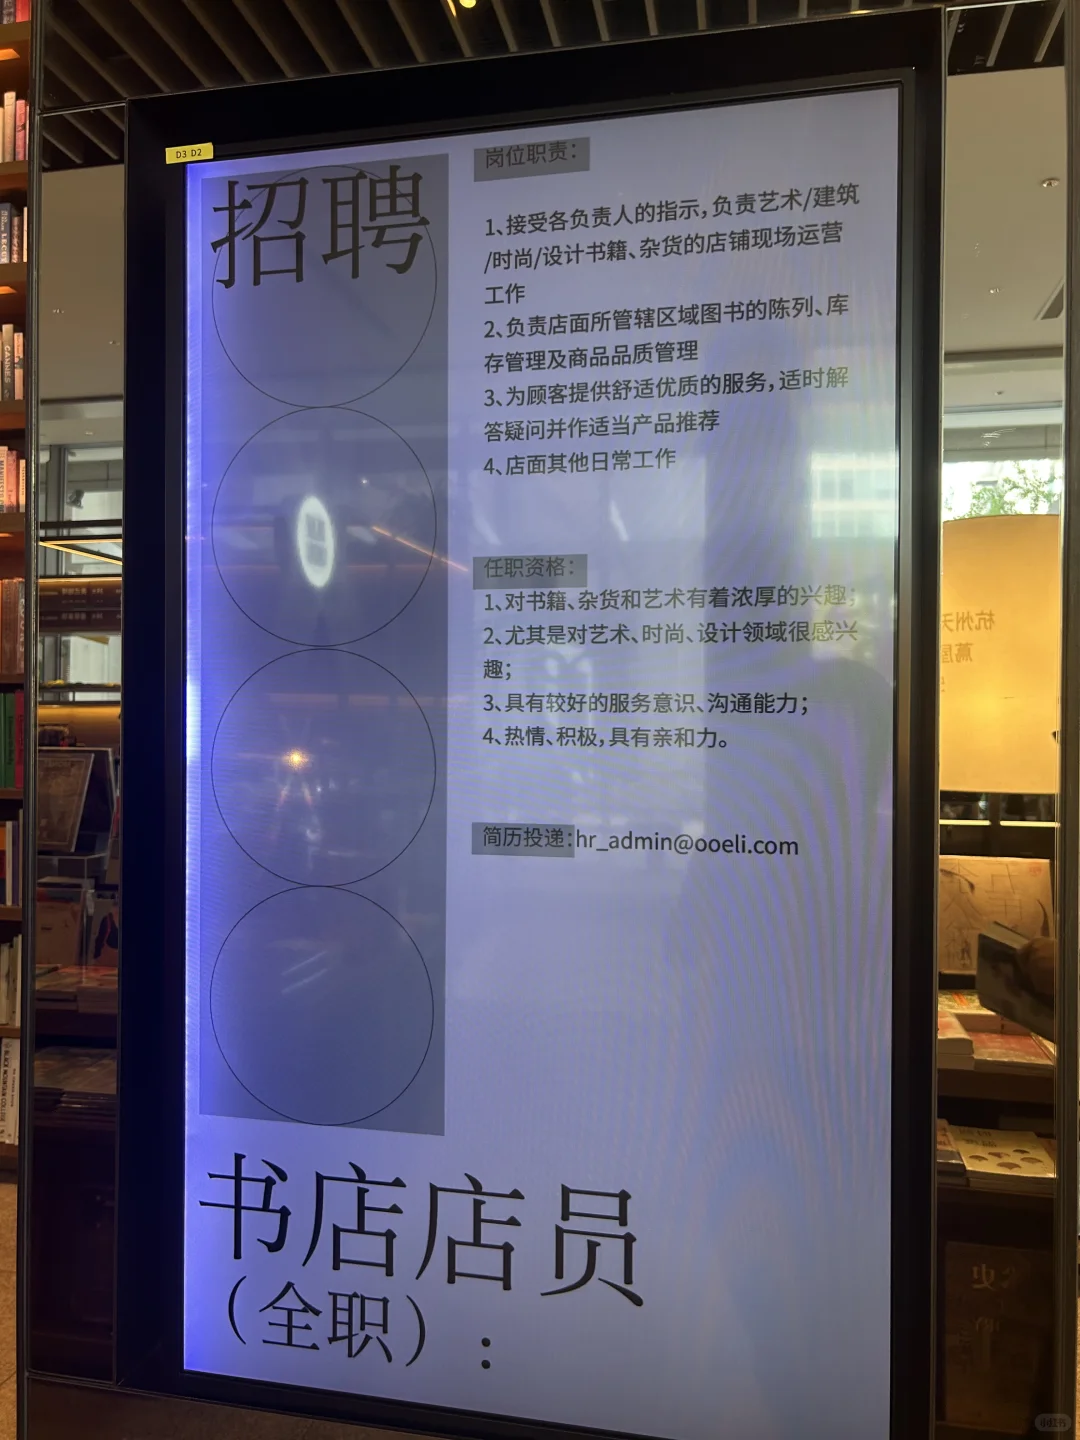 D3 D2
招聘
岗位职责：
1、接受各负责人的指示，负责艺术/建筑
/时尚/设计书籍、杂货的店铺现场运营
工作
2、负责店面所管辖区域图书的陈列、库
存管理及商品品质管理
3、为顾客提供舒适优质的服务，适时解
答疑问并作适当产品推荐
4、店面其他日常工作
任职资格：
1、对书籍、杂货和艺术有着浓厚的兴趣；
2、尤其是对艺术、时尚、设计领域很感兴
趣；
3、具有较好的服务意识、沟通能力；
4、热情、积极，具有亲和力。
简历投递：hr_admin@ooeli.com
书店店员
（全职）：
杭州天
蔦屋
小红书